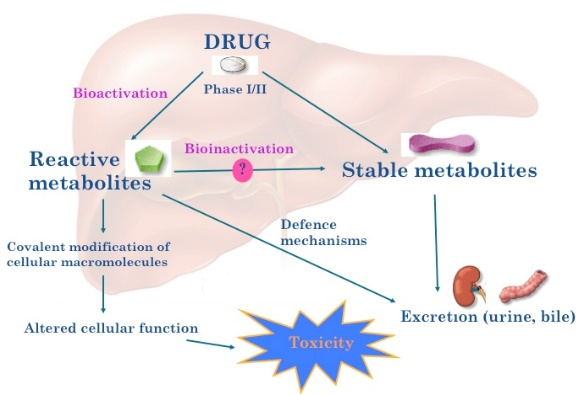 DRUG
Phase I/II
Bioactivation
Bioinactivation
?
Reactive
metabolites
Stable metabolites
Defence
mechanisms
Covalent modification of
cellular macromolecules
Excretion (urine, bile)
Altered cellular function
Toxicity